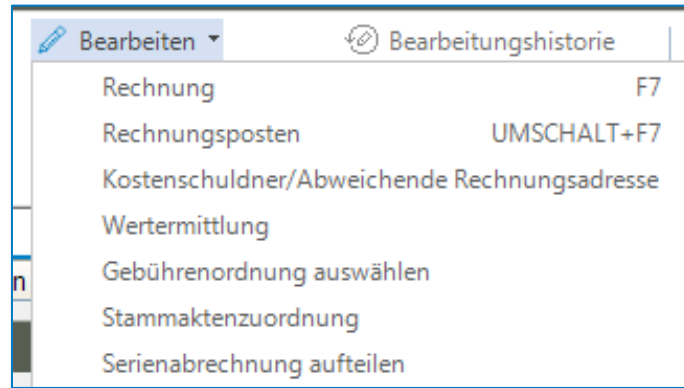 Bearbeiten Bearbeitungshistorie
Rechnung F7
Rechnungsposten UMSCHALT+F7
Kostenschuldner/Abweichende Rechnungsadresse
Wertermittlung
Gebührenordnung auswählen
n
Stammaktenzuordnung
Serienabrechnung aufteilen